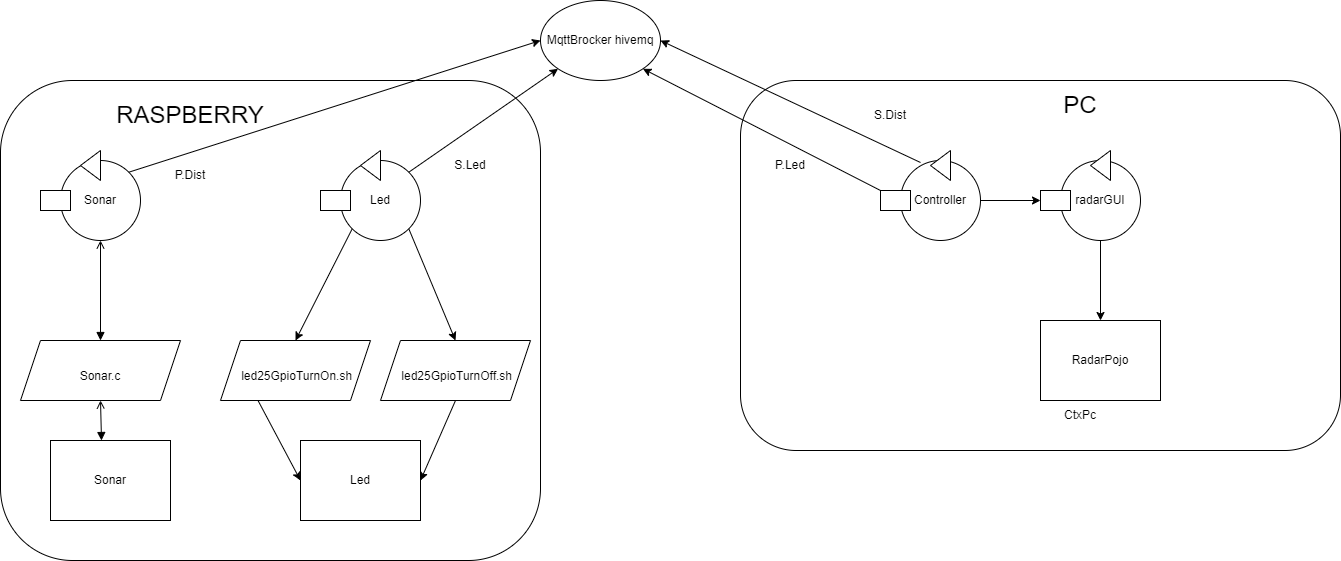 MqttBrocker hivemq
RASPBERRY
PC
S.Dist
P.Led
P.Dist
S.Led
Sonar
Led
Controller
radarGUI
Sonar.c
led25GpioTurnOn.sh
led25GpioTurnOff.sh
RadarPojo
CtxPc
Sonar
Led